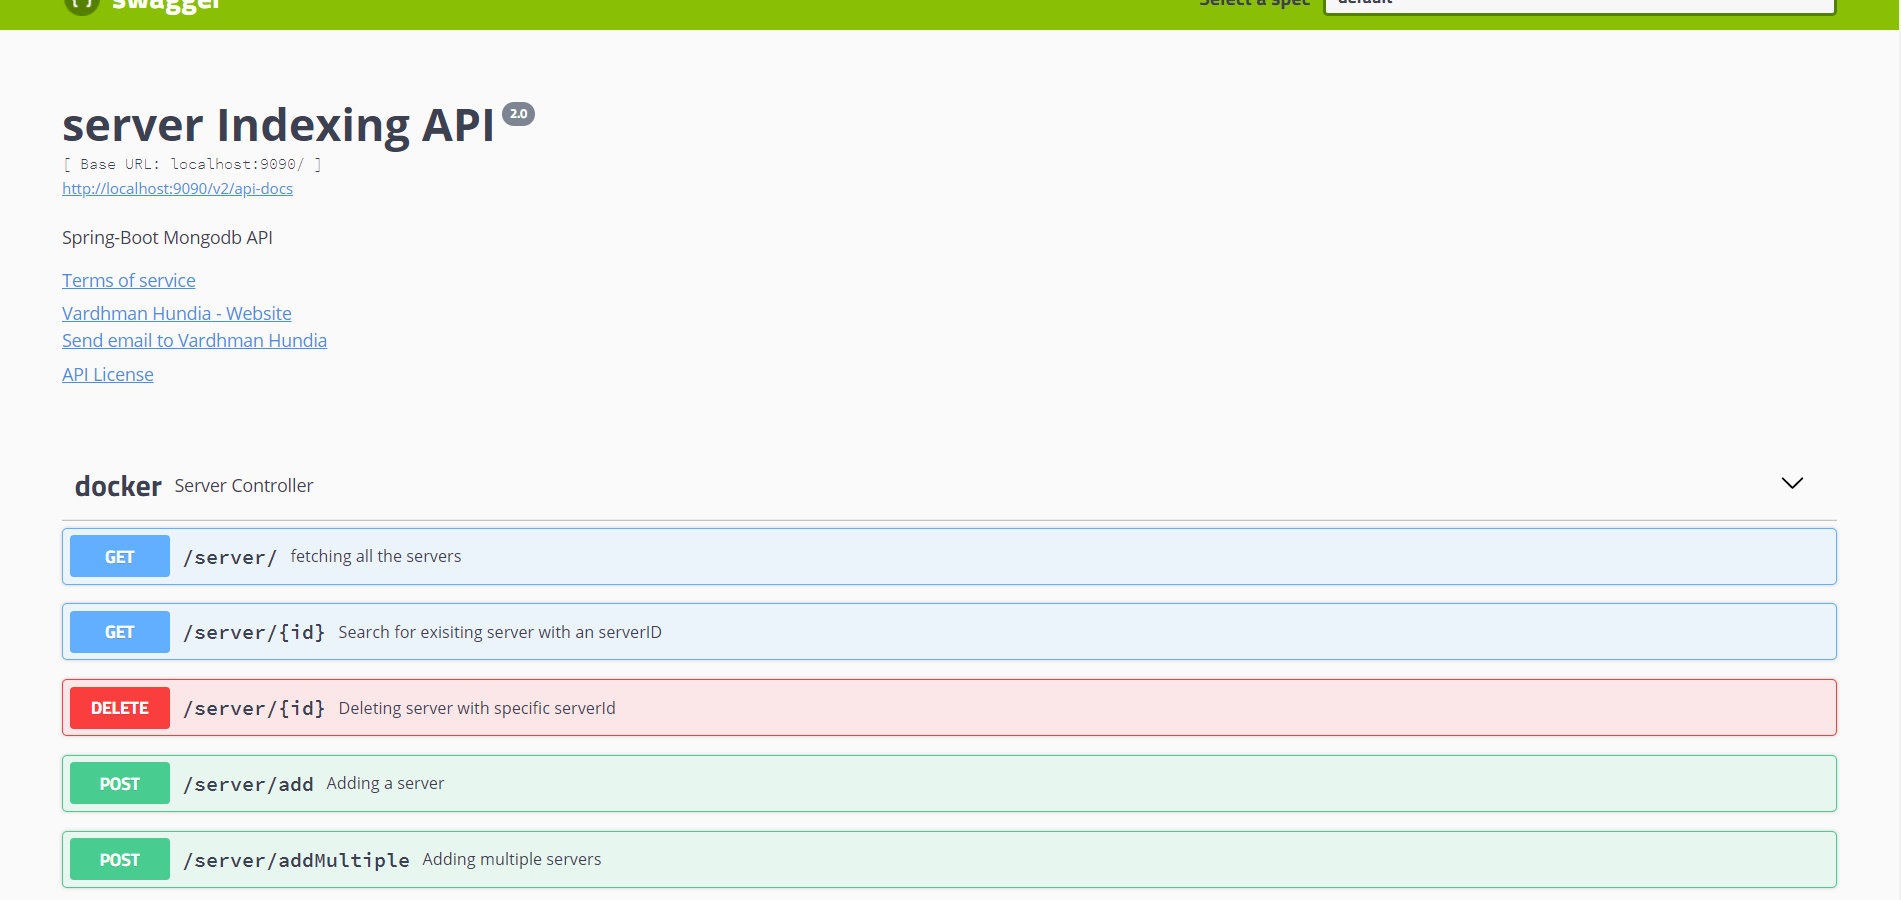 { } swagger
Select a spec default
server Indexing API 2.0
[ Base URL: localhost:9090/ ]
http://localhost:9090/v2/api-docs
Spring-Boot Mongodb API
Terms of service
Vardhman Hundia - Website
Send email to Vardhman Hundia
API License
docker Server Controller
GET /server/ fetching all the servers
GET /server/{id} Search for exisiting server with an serverID
DELETE /server/{id} Deleting server with specific serverId
POST /server/add Adding a server
POST /server/addMultiple Adding multiple servers